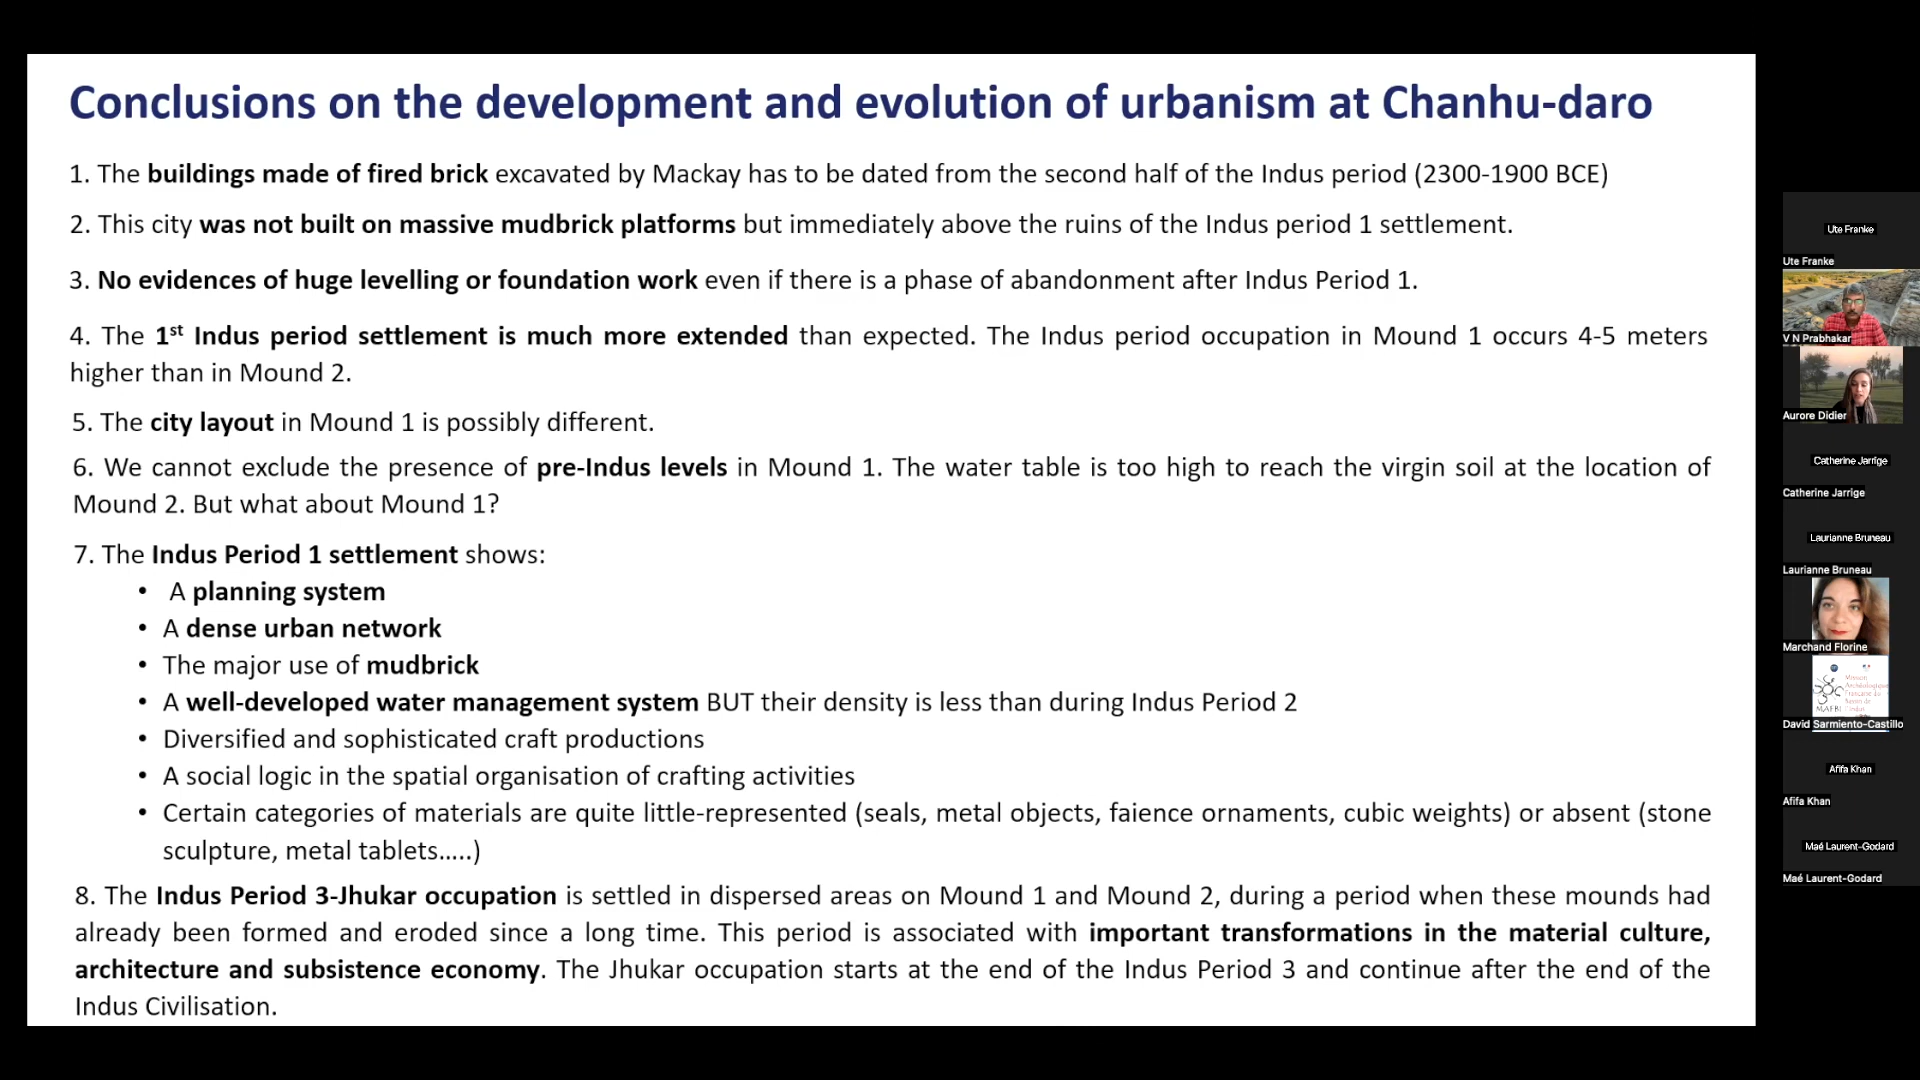 Conclusions on the development and evolution of urbanism at Chanhu-daro
1. The buildings made of fired brick excavated by Mackay has to be dated from the second half of the Indus period (2300-1900 BCE)
2. This city was not built on massive mudbrick platforms but immediately above the ruins of the Indus period 1 settlement.
3. No evidences of huge levelling or foundation work even if there is a phase of abandonment after Indus Period 1.
4. The 1st Indus period settlement is much more extended than expected. The Indus period occupation in Mound 1 occurs 4-5 meters
higher than in Mound 2.
5. The city layout in Mound 1 is possibly different.
6. We cannot exclude the presence of pre-Indus levels in Mound 1. The water table is too high to reach the virgin soil at the location of
Mound 2. But what about Mound 1?
7. The Indus Period 1 settlement shows:
• A planning system
• A dense urban network
• The major use of mudbrick
• A well-developed water management system BUT their density is less than during Indus Period 2
• Diversified and sophisticated craft productions
• A social logic in the spatial organisation of crafting activities
• Certain categories of materials are quite little-represented (seals, metal objects, faience ornaments, cubic weights) or absent (stone
sculpture, metal tablets.....)
8. The Indus Period 3-Jhukar occupation is settled in dispersed areas on Mound 1 and Mound 2, during a period when these mounds had
already been formed and eroded since a long time. This period is associated with important transformations in the material culture,
architecture and subsistence economy. The Jhukar occupation starts at the end of the Indus Period 3 and continue after the end of the
Indus Civilisation.
Ute Franke
Ute Franke
V N Prabhakar
Aurore Didier
Catherine Jarrige
Catherine Jarrige
Laurianne Bruneau
Laurianne Bruneau
Marchand Florine
Mission
Archéologique
Française du
Bassin de
l'Indus
MAFBI
David Sarmiento-Castillo
Afifa Khan
Afifa Khan
Maé Laurent-Godard
Maé Laurent-Godard